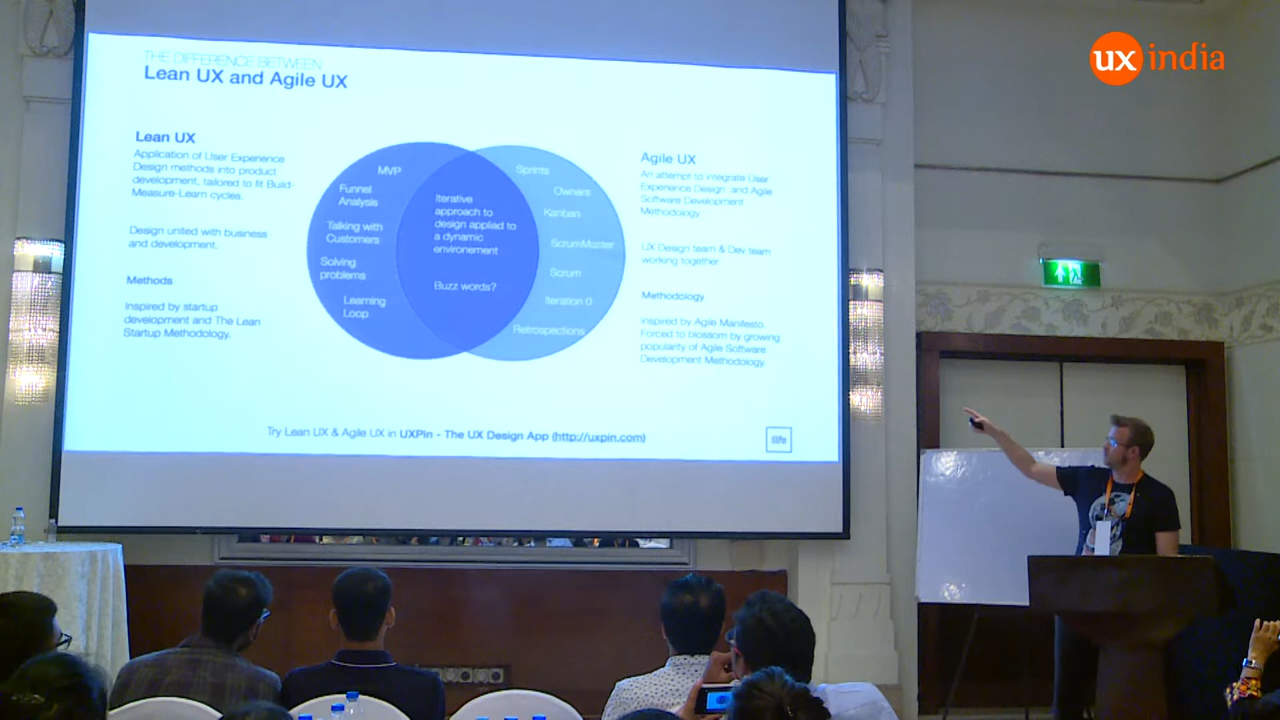 ux india
THE DIFFERENCE BETWEEN
Lean UX and Agile UX
Lean UX
Application of User Experience
Design methods into product
development, tailored to fit Build-
Measure-Learn cycles.
Design united with business
and development.
Methods
Inspired by startup
development and The Lean
Startup Methodology.
MVP
Funnel
Analysis
Talking with
Customers
Solving
problems
Learning
Loop
Iterative
approach to
design applied to
a dynamic
environement
Buzz words?
Sprints
Owners
Kanban
ScrumMaster
Scrum
Iteration 0
Retrospections
Agile UX
An attempt to integrate User
Experience Design and Agile
Software Development
Methodology.
UX Design team & Dev team
working together.
Methodology
Inspired by Agile Manifesto.
Forced to blossom by growing
popularity of Agile Software
Development Methodology.
Try Lean UX & Agile UX in UXPin - The UX Design App (http://uxpin.com)